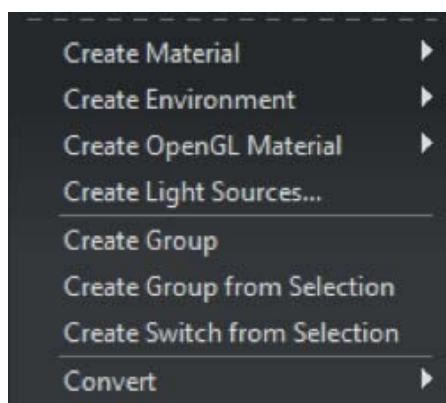 Create Material
Create Environment
Create OpenGL Material
Create Light Sources...
Create Group
Create Group from Selection
Create Switch from Selection
Convert